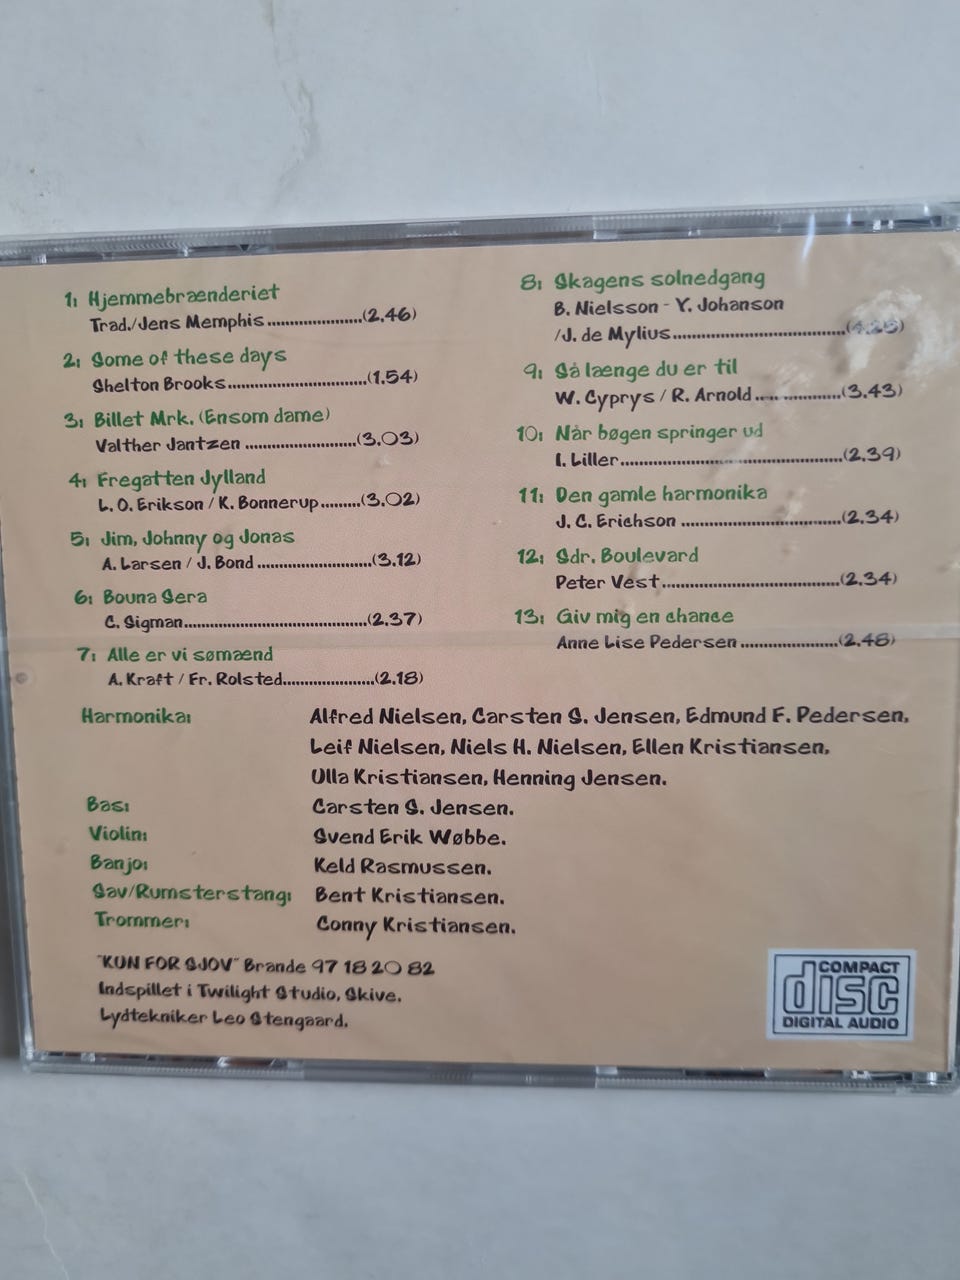 1: Hjemmebrænderiet
Trad./Jens Memphis.....................(2.46)
2: Some of these days
Shelton Brooks...............................(1.54)
3: Billet Mrk. (Ensom dame)
Valther Jantzen .........................(3.03)
4: Fregatten Jylland
L. O. Erikson / K. Bonnerup.........(3.02)
5: Jim, Johnny og Jonas
A. Larsen / J. Bond..........................(3.12)
6: Bouna Sera
C. Sigman.........................................(2.37)
7: Alle er vi sømænd
A. Kraft / Fr. Rolsted.....................(2.18)
8: Skagens solnedgang
B. Nielsson - Y. Johanson
/J. de Mylius.......................................
9: Så længe du er til
W. Cyprys / R. Arnold ....................(3.43)
10: Når bøgen springer ud
I. Liller..................................................(2.39)
11: Den gamle harmonika
J. C. Erichson ....................................(2.34)
12: Sdr. Boulevard
Peter Vest........................................(2.34)
13: Giv mig en chance
Anne Lise Pedersen ......................(2.48)
Harmonika: Alfred Nielsen, Carsten S. Jensen, Edmund F. Pedersen,
Leif Nielsen, Niels H. Nielsen, Ellen Kristiansen,
Ulla Kristiansen, Henning Jensen.
Bas: Carsten S. Jensen.
Violin: Svend Erik Wøbbe.
Banjo: Keld Rasmussen.
Sav/Rumsterstang: Bent Kristiansen.
Trommer: Conny Kristiansen.
"KUN FOR SJOV" Brande 97 18 20 82
Indspillet i Twilight Studio, Skive.
Lydtekniker Leo Stengaard.
COMPACT
disc
DIGITAL AUDIO